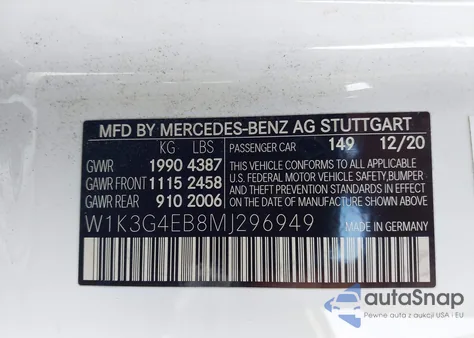 MFD BY MERCEDES-BENZ AG STUTTGART
KG LBS PASSENGER CAR 149 12/20
GVWR 1990 4387
GAWR FRONT 1115 2458
GAWR REAR 910 2006
THIS VEHICLE CONFORMS TO ALL APPLICABLE
U.S. FEDERAL MOTOR VEHICLE SAFETY,BUMPER
AND THEFT PREVENTION STANDARDS IN EFFECT
ON THE DATE OF MANUFACTURE SHOWN ABOVE.
W1K3G4EB8MJ296949
MADE IN GERMANY
autoSnap
Pewne auta z aukcji USA i EU